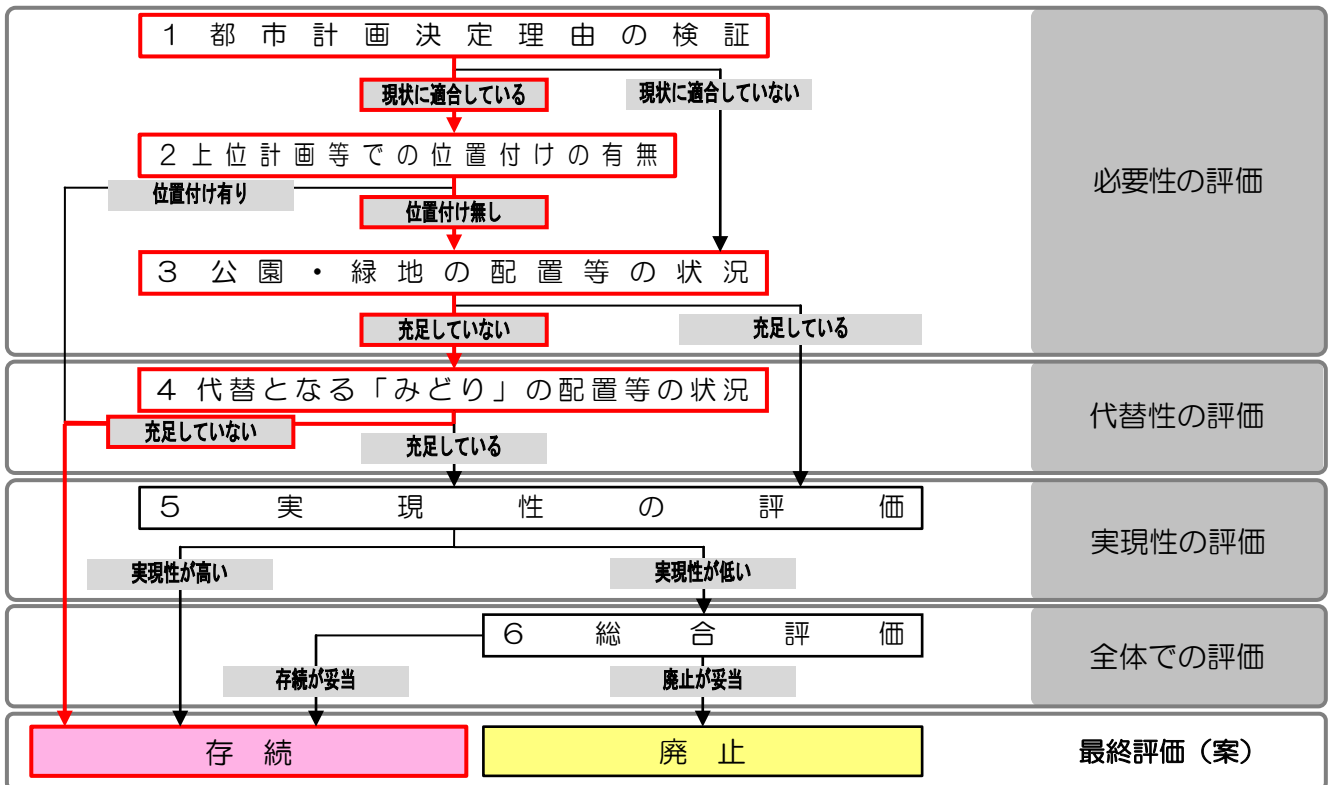 １都市計画決定理由の検証
現状に適合している
現状に適合していない
２上位計画等での位置付けの有無
位置付け有り
位置付け無し
必要性の評価
３公園・緑地の配置等の状況
充足していない
充足している
４代替となる「みどり」の配置等の状況
充足していない
充足している
代替性の評価
５実現性の評価
実現性が高い
実現性が低い
実現性の評価
６総合評価
存続が妥当
廃止が妥当
全体での評価
存続
廃止
最終評価（案）